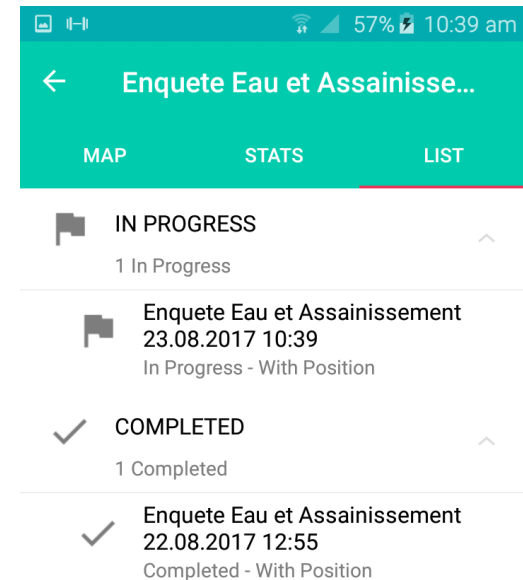 57% 10:39 am
Enquete Eau et Assainisse...
MAP STATS LIST
IN PROGRESS
1 In Progress
Enquete Eau et Assainissement
23.08.2017 10:39
In Progress - With Position
COMPLETED
1 Completed
Enquete Eau et Assainissement
22.08.2017 12:55
Completed - With Position